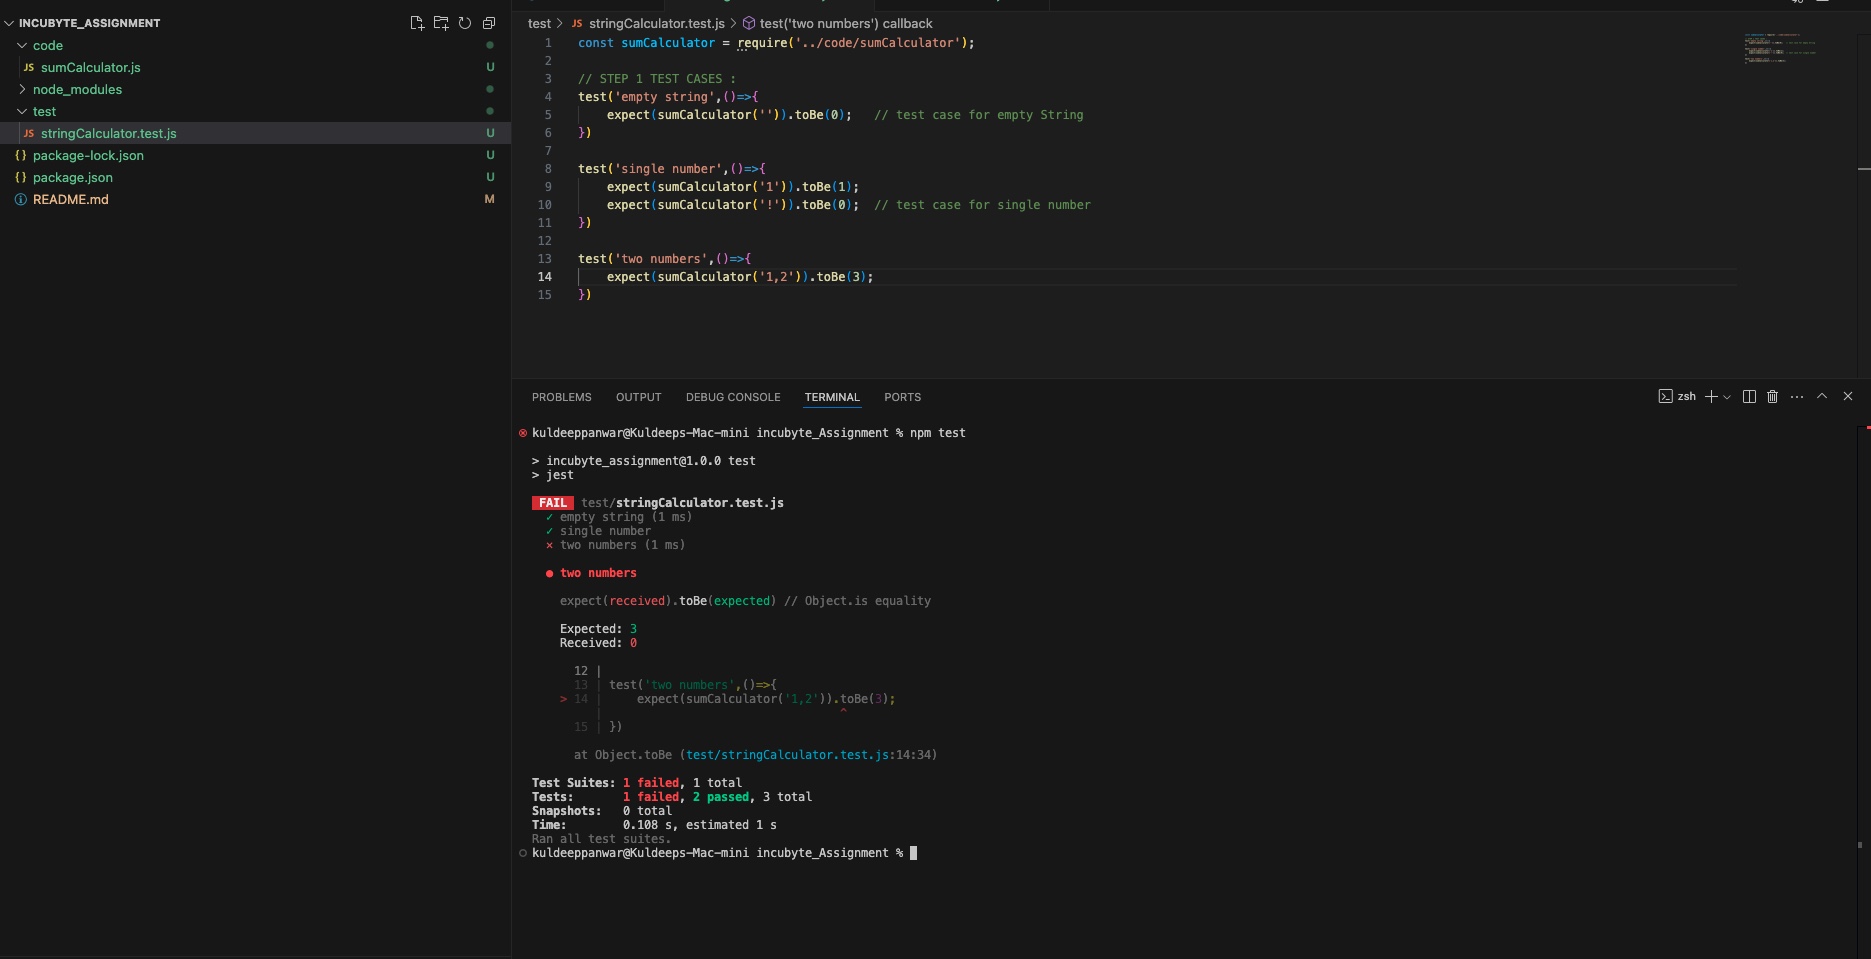 INCUBYTE_ASSIGNMENT
code
JS sumCalculator.js U
node_modules
test
JS stringCalculator.test.js U
{} package-lock.json U
{} package.json U
README.md M
test > JS stringCalculator.test.js > test('two numbers') callback
1 const sumCalculator = require('../code/sumCalculator');
2
3 // STEP 1 TEST CASES :
4 test('empty string',()=>{
5 expect(sumCalculator('')).toBe(0); // test case for empty String
6 })
7
8 test('single number',()=>{
9 expect(sumCalculator('1')).toBe(1);
10 expect(sumCalculator('!')).toBe(0); // test case for single number
11 })
12
13 test('two numbers',()=>{
14 expect(sumCalculator('1,2')).toBe(3);
15 })
PROBLEMS OUTPUT DEBUG CONSOLE TERMINAL PORTS zsh
kuldeeppanwar@Kuldeeps-Mac-mini incubyte_Assignment % npm test
> incubyte_assignment@1.0.0 test
> jest
FAIL test/stringCalculator.test.js
✓ empty string (1 ms)
✓ single number
✕ two numbers (1 ms)
● two numbers
expect(received).toBe(expected) // Object.is equality
Expected: 3
Received: 0
12 |
13 | test('two numbers',()=>{
> 14 | expect(sumCalculator('1,2')).toBe(3);
| ^
15 | })
at Object.toBe (test/stringCalculator.test.js:14:34)
Test Suites: 1 failed, 1 total
Tests: 1 failed, 2 passed, 3 total
Snapshots: 0 total
Time: 0.108 s, estimated 1 s
Ran all test suites.
kuldeeppanwar@Kuldeeps-Mac-mini incubyte_Assignment %